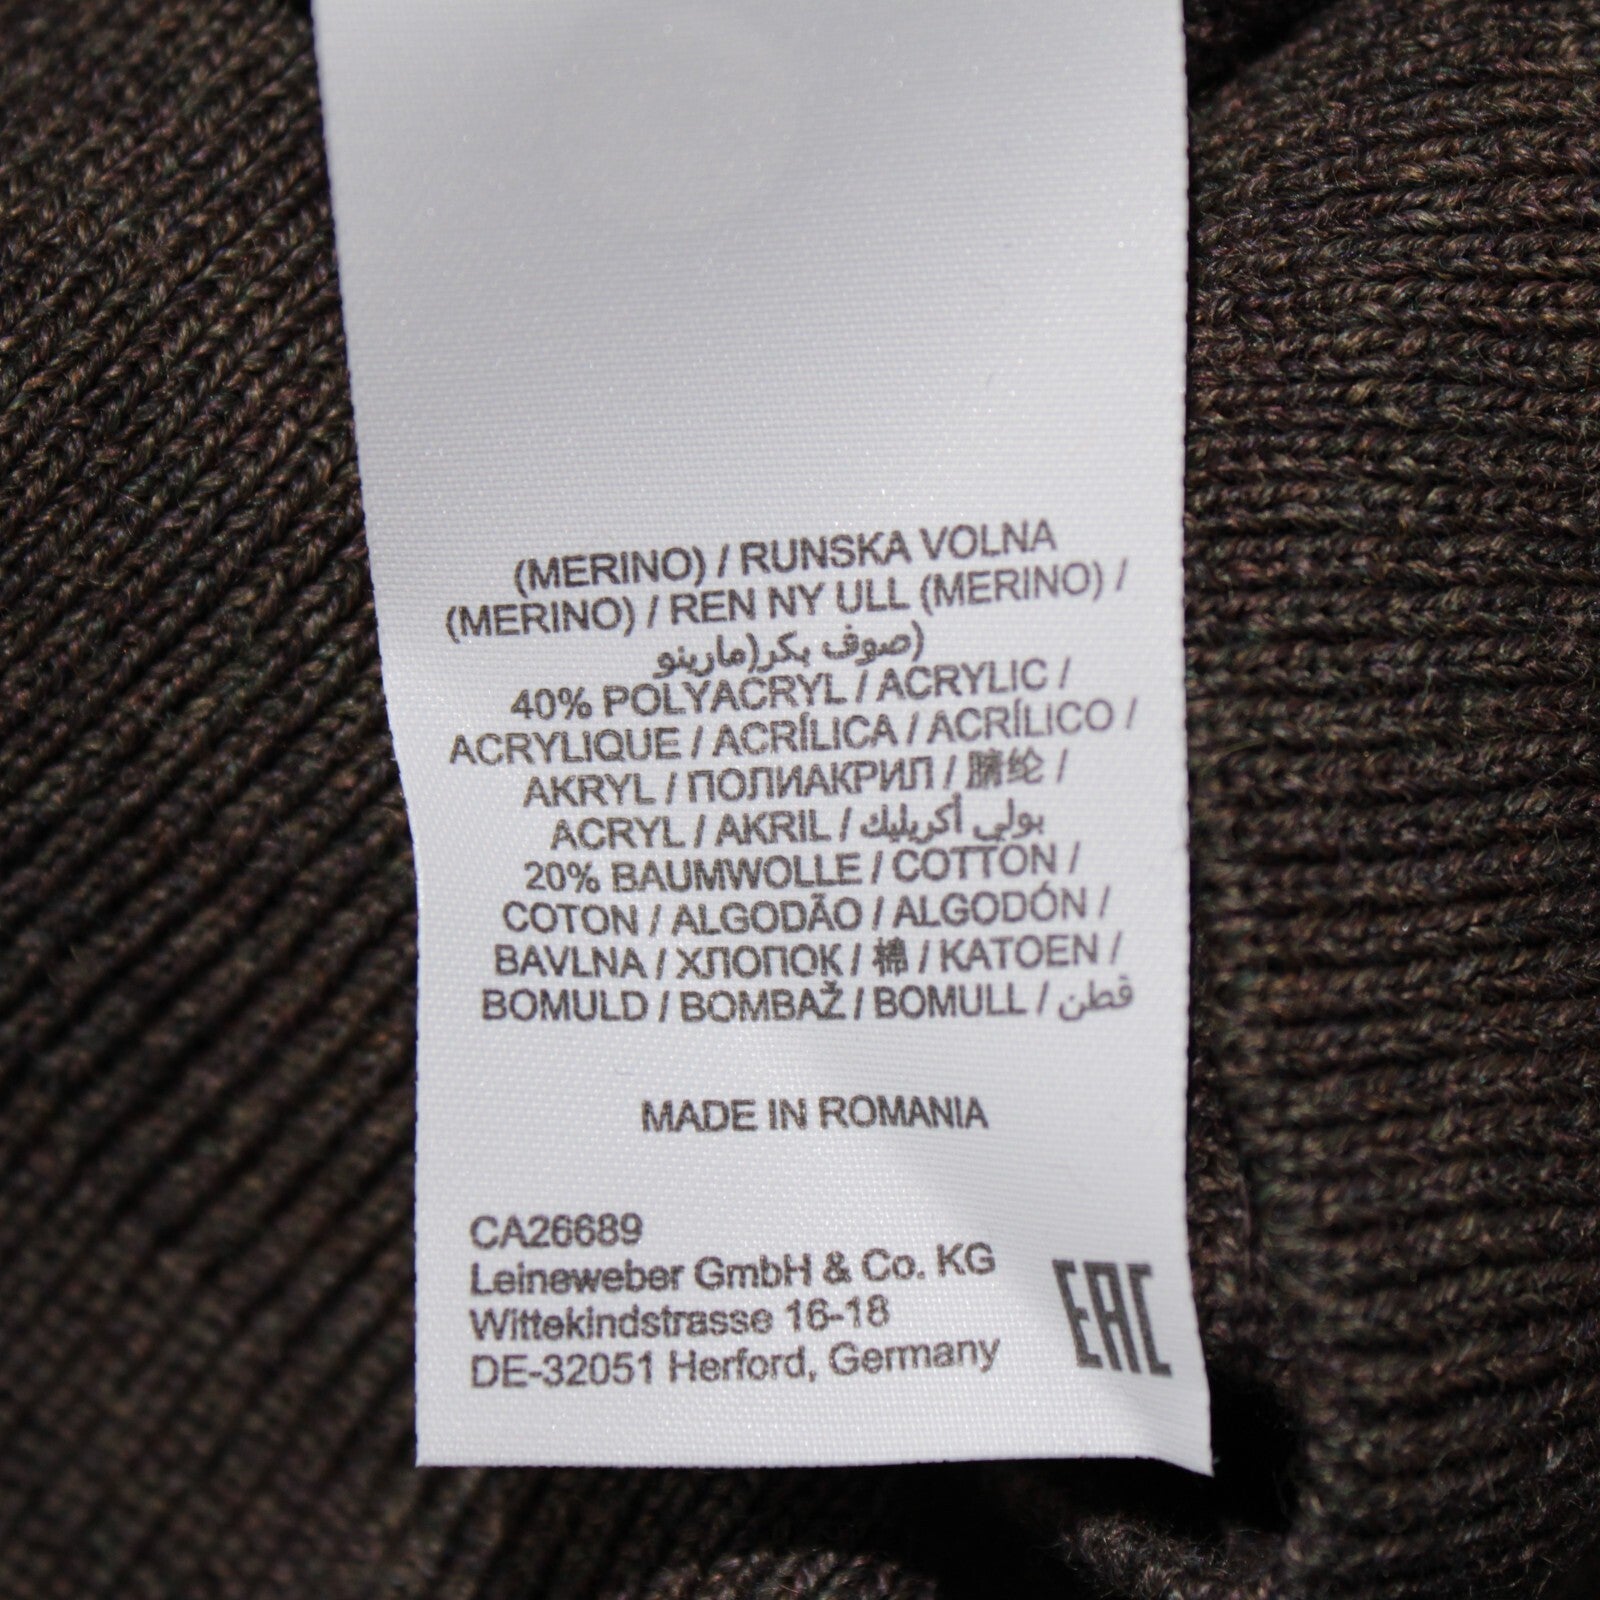 (MERINO) / RUNSKA VOLNA
(MERINO) / REN NY ULL (MERINO) /
(صوف بكر(مارينو
40% POLYACRYL / ACRYLIC /
ACRYLIQUE / ACRÍLICA / ACRÍLICO /
AKRYL / ПОЛИАКРИЛ / 腈纶 /
ACRYL / AKRIL / بولي أكريليك
20% BAUMWOLLE / COTTON /
COTON / ALGODÃO / ALGODÓN /
BAVLNA / ХЛОПОК / 棉 / KATOEN /
BOMULD / BOMBAŽ / BOMULL / قطن
MADE IN ROMANIA
CA26689
Leineweber GmbH & Co. KG
Wittekindstrasse 16-18
DE-32051 Herford, Germany
EAC